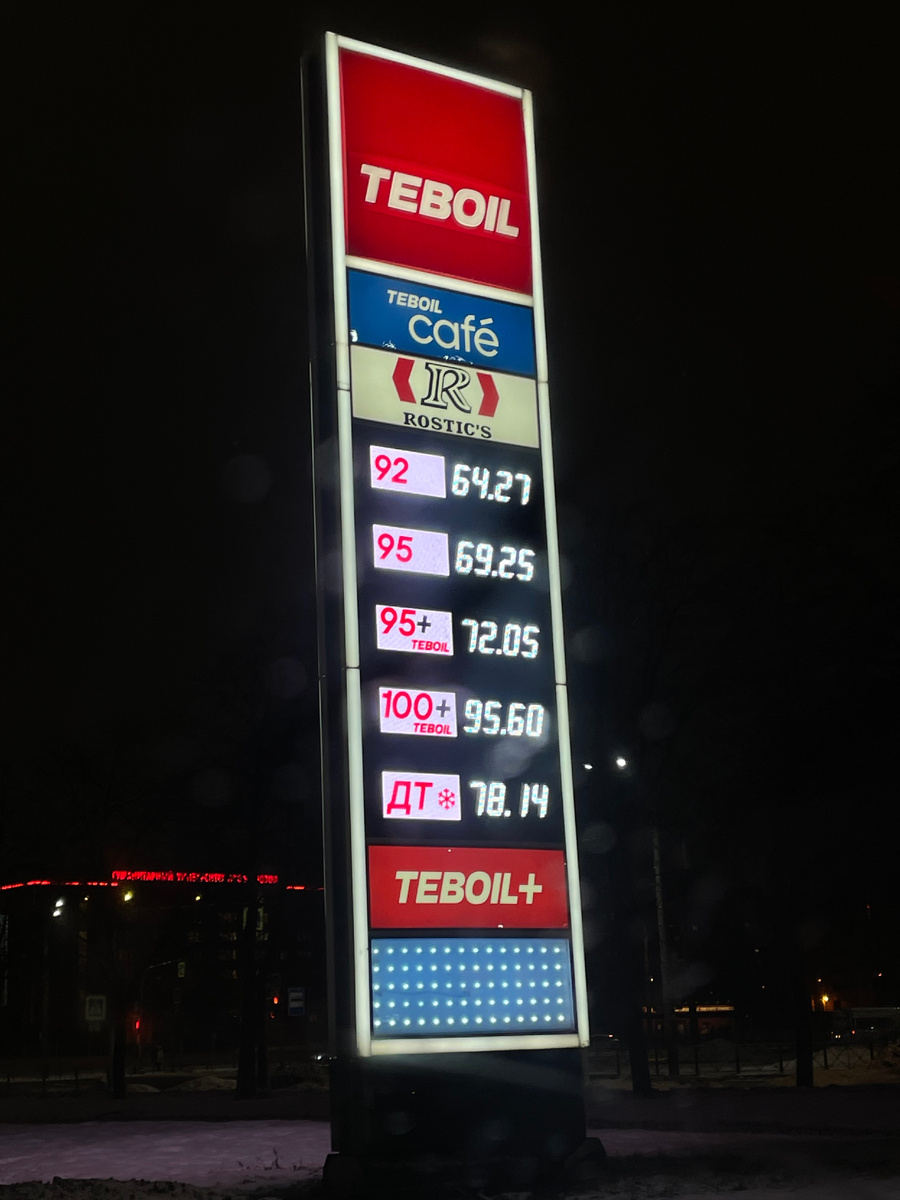 TEBOIL
TEBOIL
café
R
ROSTIC'S
92 64.27
95 69.25
95+ TEBOIL 72.05
100+ TEBOIL 95.60
ДТ 78.14
TEBOIL+